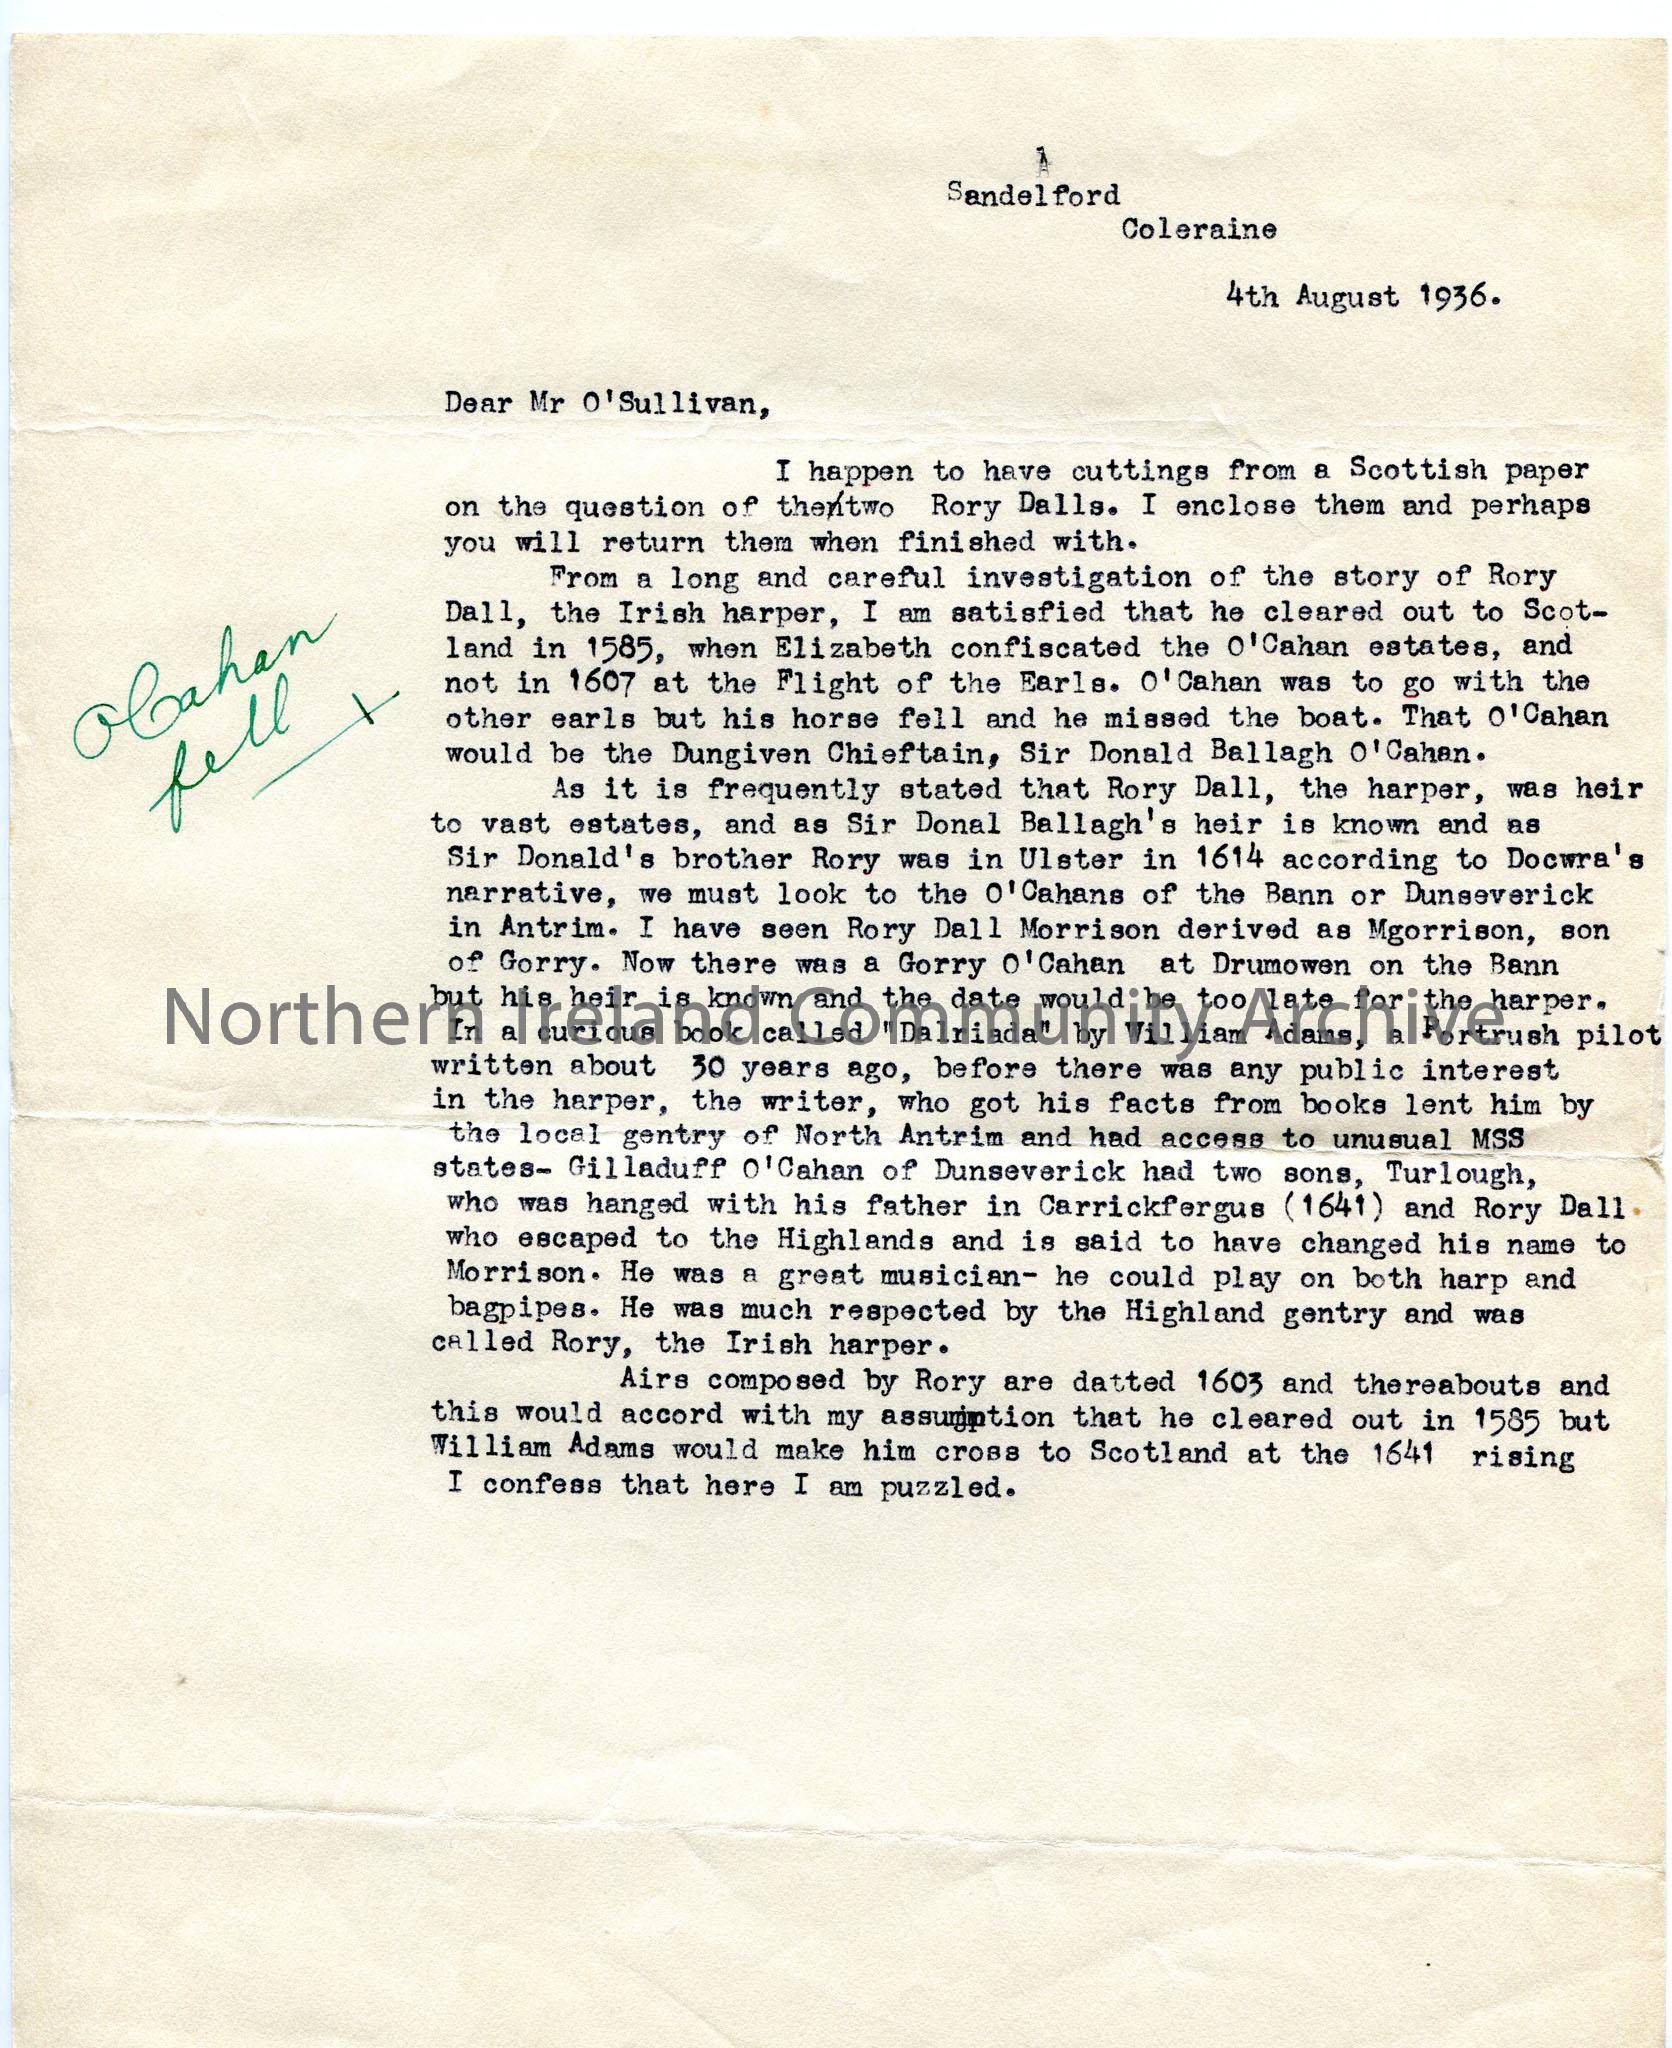 A
Sandelford
Coleraine
4th August 1936.
Dear Mr O'Sullivan,
I happen to have cuttings from a Scottish paper
on the question of the/two Rory Dalls. I enclose them and perhaps
you will return them when finished with.
From a long and careful investigation of the story of Rory
Dall, the Irish harper, I am satisfied that he cleared out to Scot-
land in 1585, when Elizabeth confiscated the O'Cahan estates, and
not in 1607 at the Flight of the Earls. O'Cahan was to go with the
other earls but his horse fell and he missed the boat. That O'Cahan
would be the Dungiven Chieftain, Sir Donald Ballagh O'Cahan.
O'Cahan
fell
x
As it is frequently stated that Rory Dall, the harper, was heir
to vast estates, and as Sir Donal Ballagh's heir is known and as
Sir Donald's brother Rory was in Ulster in 1614 according to Docwra's
narrative, we must look to the O'Cahans of the Bann or Dunseverick
in Antrim. I have seen Rory Dall Morrison derived as Mgorrison, son
of Gorry. Now there was a Gorry O'Cahan at Drumowen on the Bann
but his heir is known and the date would be too late for the harper.
Northern Ireland Community Archive
In a curious book called "Dalriada" by William Adams, a Portrush pilot
written about 30 years ago, before there was any public interest
in the harper, the writer, who got his facts from books lent him by
the local gentry of North Antrim and had access to unusual MSS
states- Gilladuff O'Cahan of Dunseverick had two sons, Turlough,
who was hanged with his father in Carrickfergus (1641) and Rory Dall
who escaped to the Highlands and is said to have changed his name to
Morrison. He was a great musician- he could play on both harp and
bagpipes. He was much respected by the Highland gentry and was
called Rory, the Irish harper.
Airs composed by Rory are datted 1603 and thereabouts and
this would accord with my assumption that he cleared out in 1585 but
William Adams would make him cross to Scotland at the 1641 rising
I confess that here I am puzzled.